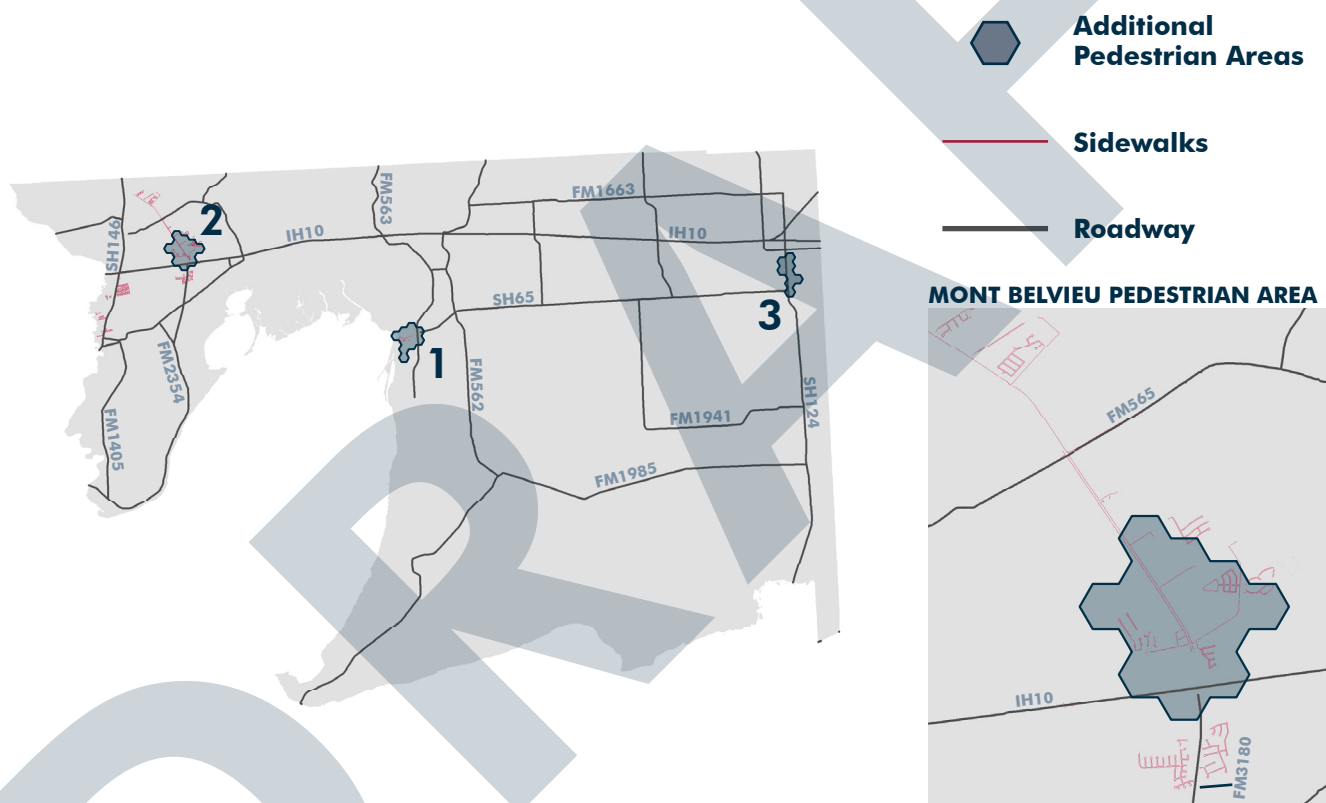 Additional
Pedestrian Areas
Sidewalks
Roadway
MONT BELVIEU PEDESTRIAN AREA
FM563
FM1663
2
SH146
IH10
IH10
SH65
3
1
FM2354
FM562
SH124
FM1405
FM1941
FM1985
FM565
IH10
FM3180